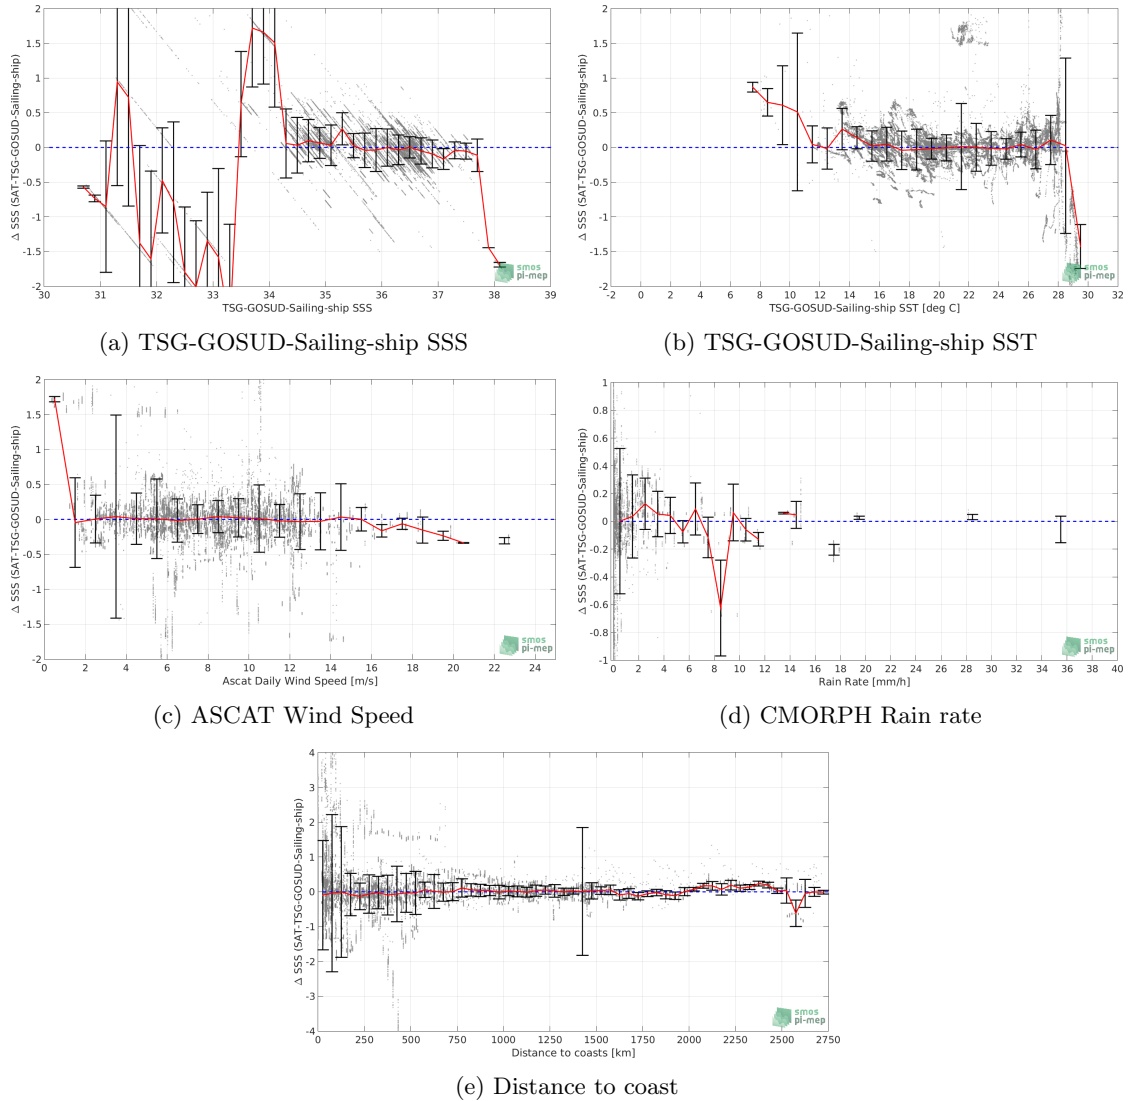 Δ SSS (SAT-TSG-GOSUD-Sailing-ship)
2
1.5
1
0.5
0
-0.5
-1
-1.5
-2
30 31 32 33 34 35 36 37 38 39
TSG-GOSUD-Sailing-ship SSS
smos
pi-mep
(a) TSG-GOSUD-Sailing-ship SSS
Δ SSS (SAT-TSG-GOSUD-Sailing-ship)
2
1.5
1
0.5
0
-0.5
-1
-1.5
-2
-2 0 2 4 6 8 10 12 14 16 18 20 22 24 26 28 30 32
TSG-GOSUD-Sailing-ship SST [deg C]
smos
pi-mep
(b) TSG-GOSUD-Sailing-ship SST
Δ SSS (SAT-TSG-GOSUD-Sailing-ship)
2
1.5
1
0.5
0
-0.5
-1
-1.5
-2
0 2 4 6 8 10 12 14 16 18 20 22 24
Ascat Daily Wind Speed [m/s]
smos
pi-mep
(c) ASCAT Wind Speed
Δ SSS (SAT-TSG-GOSUD-Sailing-ship)
1
0.8
0.6
0.4
0.2
0
-0.2
-0.4
-0.6
-0.8
-1
0 2 4 6 8 10 12 14 16 18 20 22 24 26 28 30 32 34 36 38 40
Rain Rate [mm/h]
smos
pi-mep
(d) CMORPH Rain rate
Δ SSS (SAT-TSG-GOSUD-Sailing-ship)
4
3
2
1
0
-1
-2
-3
-4
0 250 500 750 1000 1250 1500 1750 2000 2250 2500 2750
Distance to coasts [km]
smos
pi-mep
(e) Distance to coast